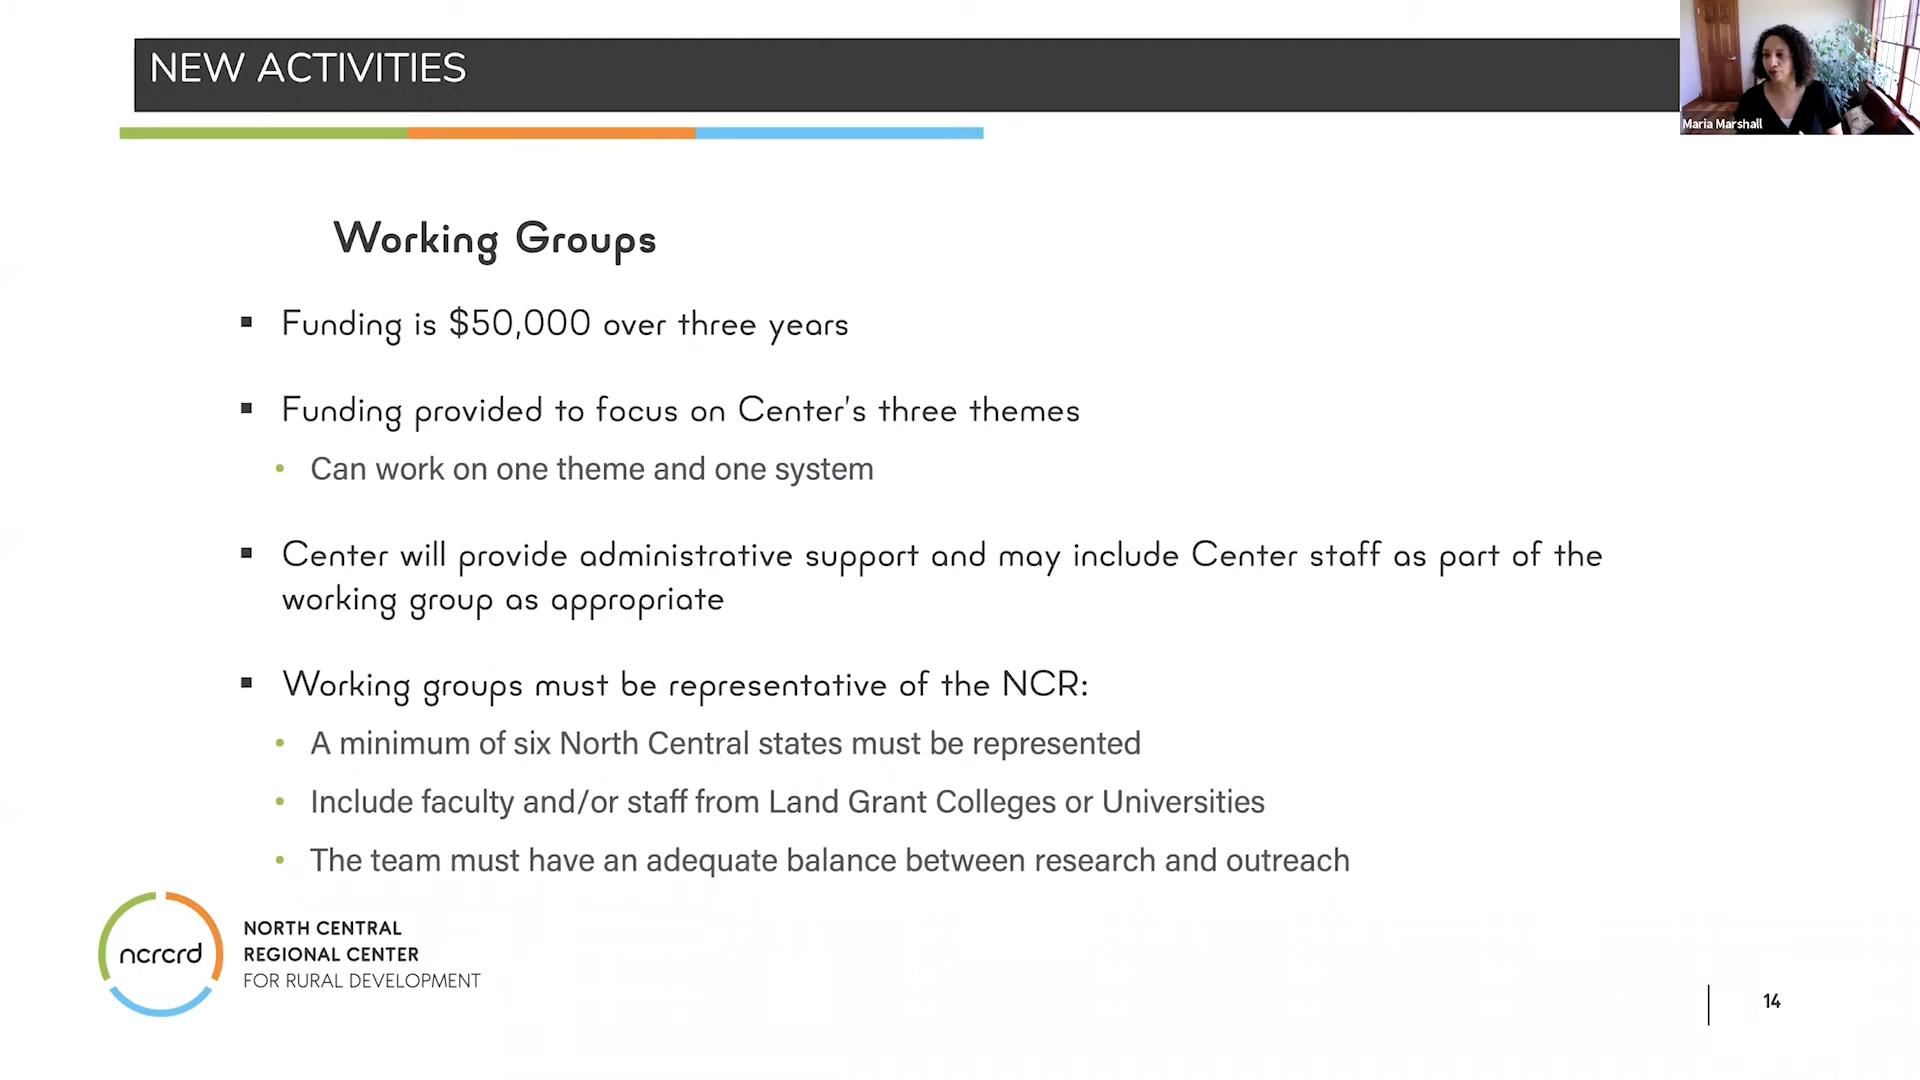 NEW ACTIVITIES
Maria Marshall
Working Groups
▪ Funding is $50,000 over three years
▪ Funding provided to focus on Center's three themes
• Can work on one theme and one system
▪ Center will provide administrative support and may include Center staff as part of the
working group as appropriate
▪ Working groups must be representative of the NCR:
• A minimum of six North Central states must be represented
• Include faculty and/or staff from Land Grant Colleges or Universities
• The team must have an adequate balance between research and outreach
ncrcrd
NORTH CENTRAL
REGIONAL CENTER
FOR RURAL DEVELOPMENT
14